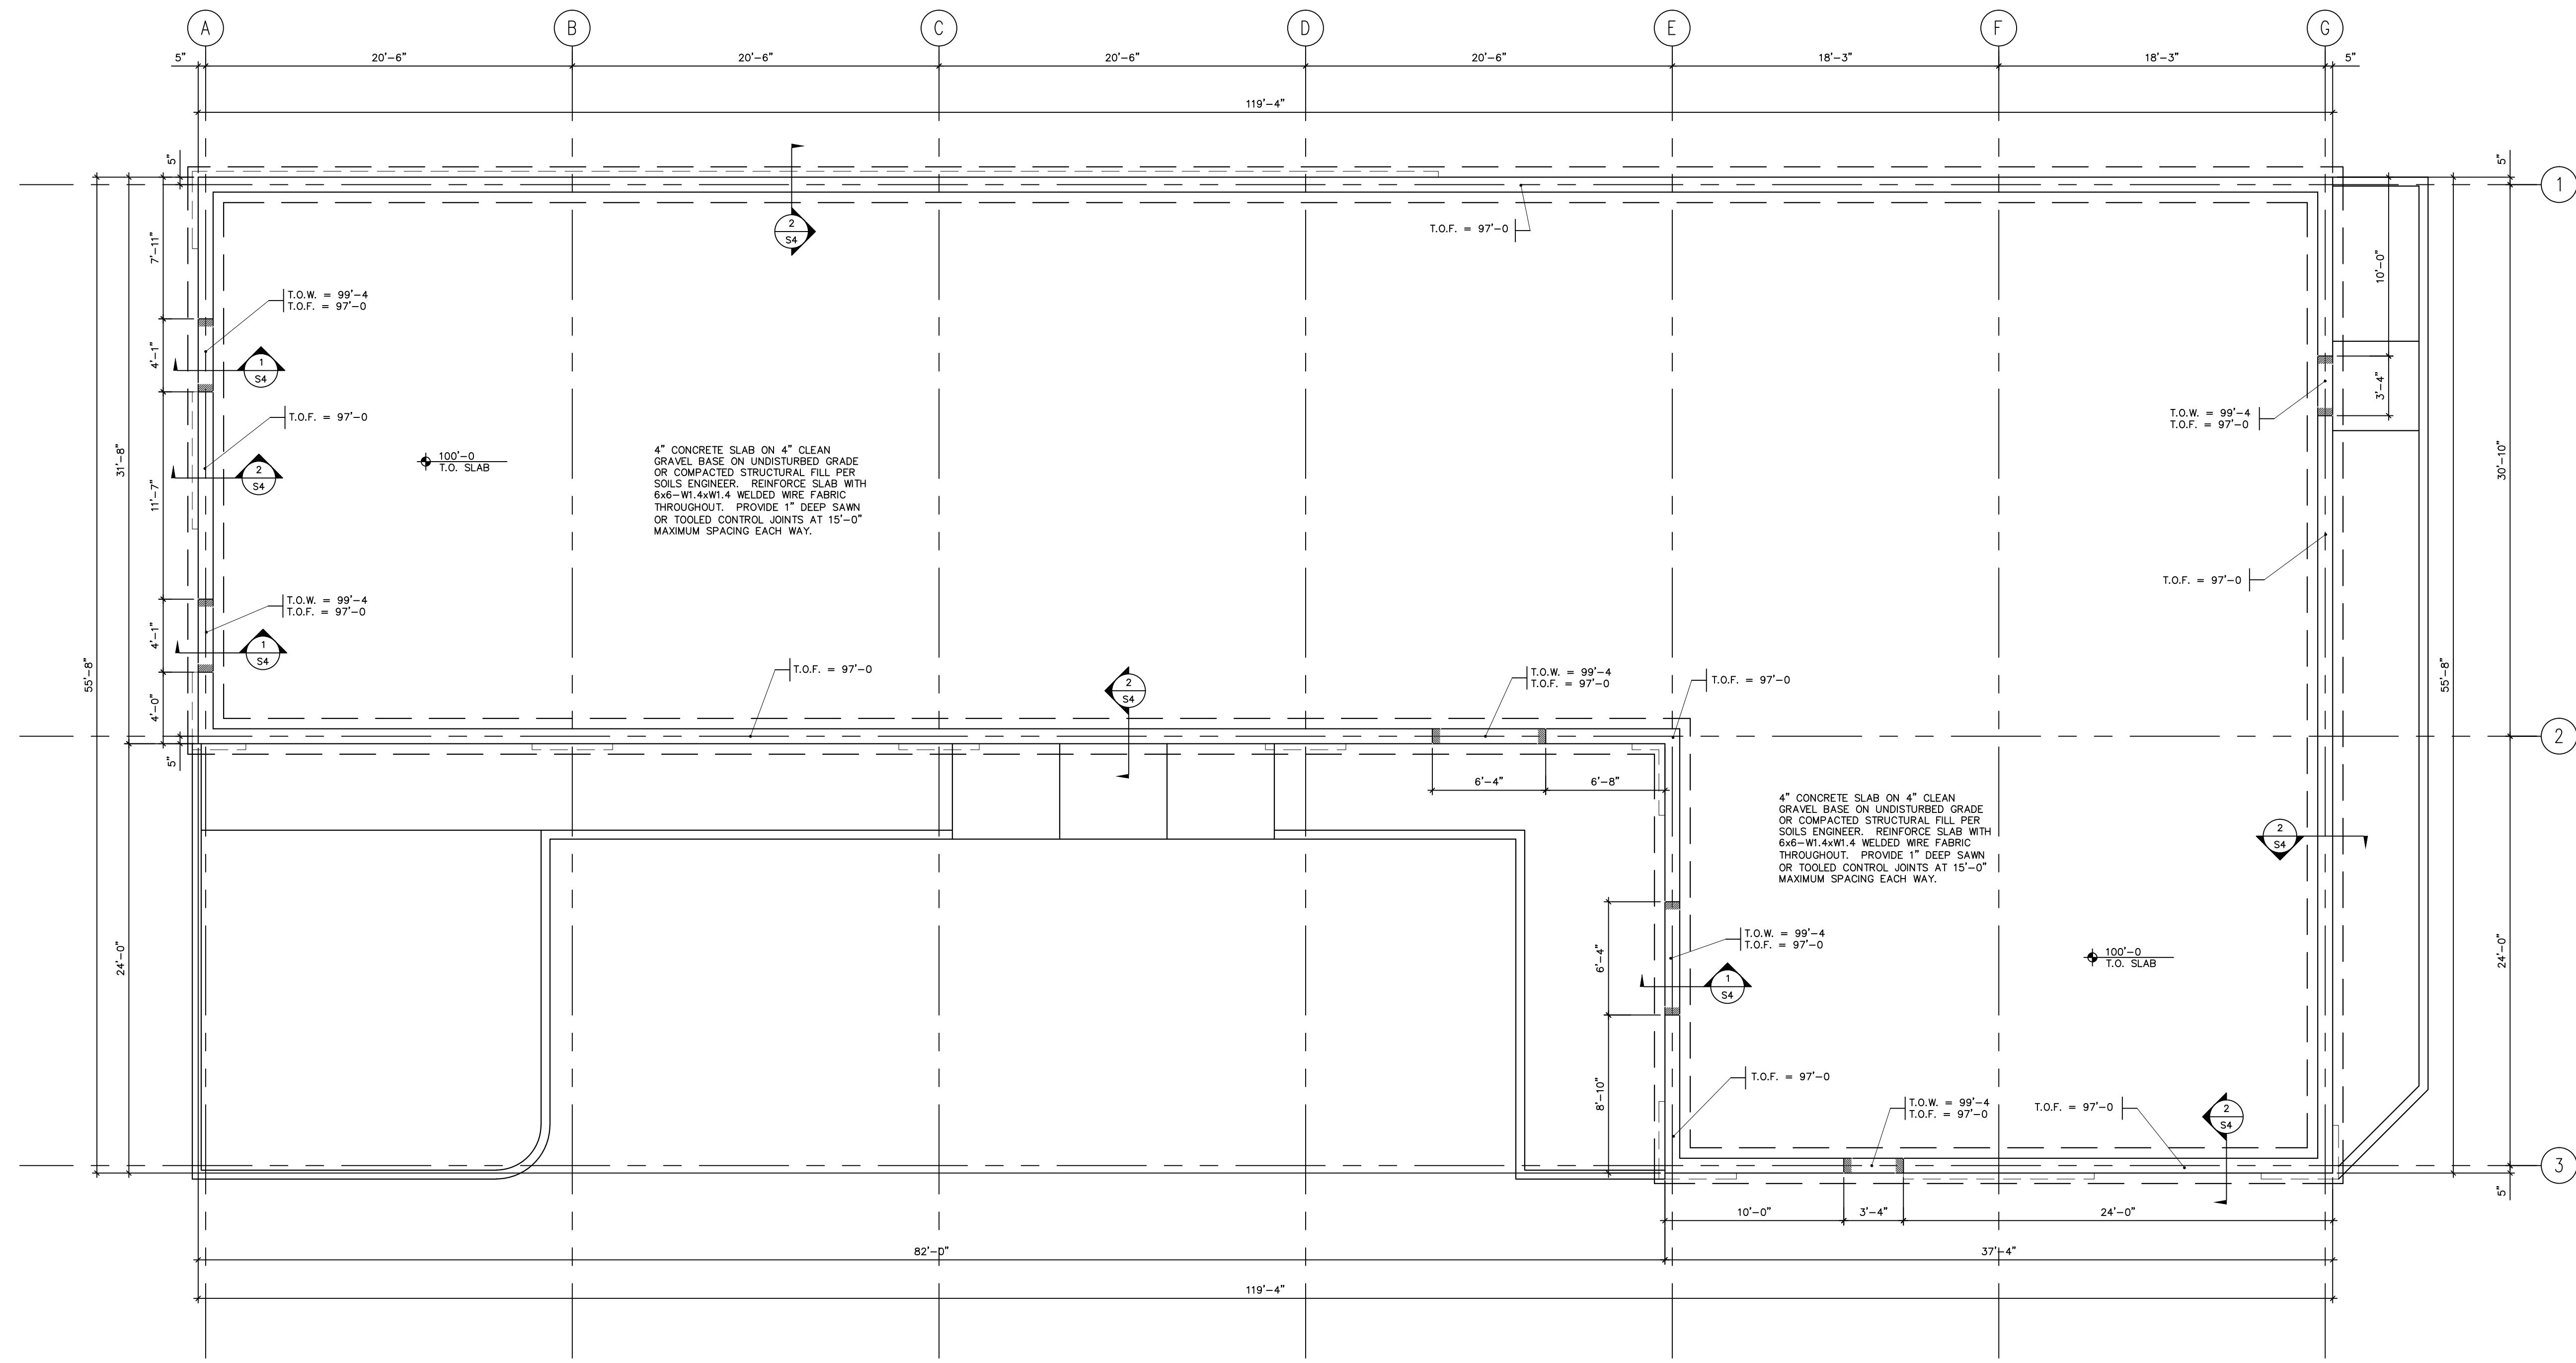 A
B
C
D
E
F
G
5"
20'-6"
20'-6"
20'-6"
20'-6"
18'-3"
18'-3"
5"
119'-4"
5"
5"
1
7'-11"
2
S4
T.O.F. = 97'-0
10'-0"
T.O.W. = 99'-4
T.O.F. = 97'-0
4'-1"
1
S4
3'-4"
T.O.F. = 97'-0
T.O.W. = 99'-4
T.O.F. = 97'-0
31'-8"
100'-0
T.O. SLAB
4" CONCRETE SLAB ON 4" CLEAN
GRAVEL BASE ON UNDISTURBED GRADE
OR COMPACTED STRUCTURAL FILL PER
SOILS ENGINEER. REINFORCE SLAB WITH
6x6-W1.4xW1.4 WELDED WIRE FABRIC
THROUGHOUT. PROVIDE 1" DEEP SAWN
OR TOOLED CONTROL JOINTS AT 15'-0"
MAXIMUM SPACING EACH WAY.
30'-10"
2
S4
11'-7"
T.O.F. = 97'-0
T.O.W. = 99'-4
T.O.F. = 97'-0
4'-1"
1
S4
55'-8"
T.O.F. = 97'-0
2
S4
T.O.W. = 99'-4
T.O.F. = 97'-0
T.O.F. = 97'-0
55'-8"
4'-0"
2
5"
6'-4"
6'-8"
4" CONCRETE SLAB ON 4" CLEAN
GRAVEL BASE ON UNDISTURBED GRADE
OR COMPACTED STRUCTURAL FILL PER
SOILS ENGINEER. REINFORCE SLAB WITH
6x6-W1.4xW1.4 WELDED WIRE FABRIC
THROUGHOUT. PROVIDE 1" DEEP SAWN
OR TOOLED CONTROL JOINTS AT 15'-0"
MAXIMUM SPACING EACH WAY.
2
S4
24'-0"
6'-4"
T.O.W. = 99'-4
T.O.F. = 97'-0
100'-0
T.O. SLAB
24'-0"
1
S4
8'-10"
T.O.F. = 97'-0
T.O.W. = 99'-4
T.O.F. = 97'-0
T.O.F. = 97'-0
2
S4
3
5"
10'-0"
3'-4"
24'-0"
82'-0"
37'-4"
119'-4"